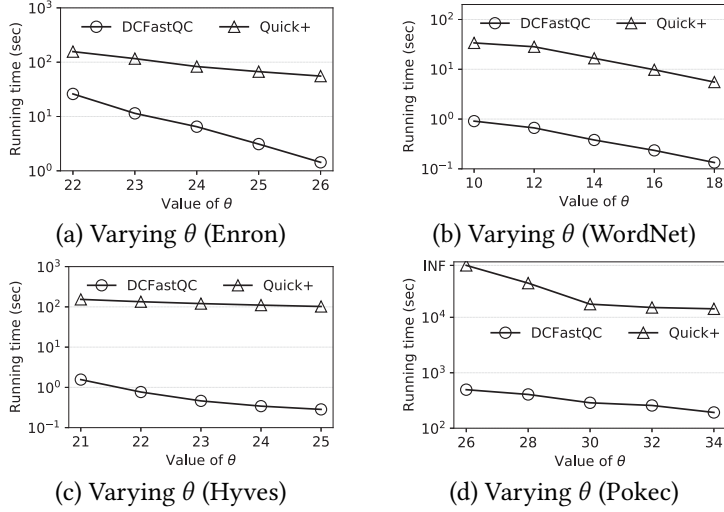 DCFastQC Quick+
Running time (sec)
10³
10²
10¹
10⁰
22 23 24 25 26
Value of θ
(a) Varying θ (Enron)
DCFastQC Quick+
Running time (sec)
10²
10¹
10⁰
10⁻¹
10 12 14 16 18
Value of θ
(b) Varying θ (WordNet)
DCFastQC Quick+
Running time (sec)
10³
10²
10¹
10⁰
10⁻¹
21 22 23 24 25
Value of θ
(c) Varying θ (Hyves)
DCFastQC Quick+
Running time (sec)
INF
10⁴
10³
10²
26 28 30 32 34
Value of θ
(d) Varying θ (Pokec)